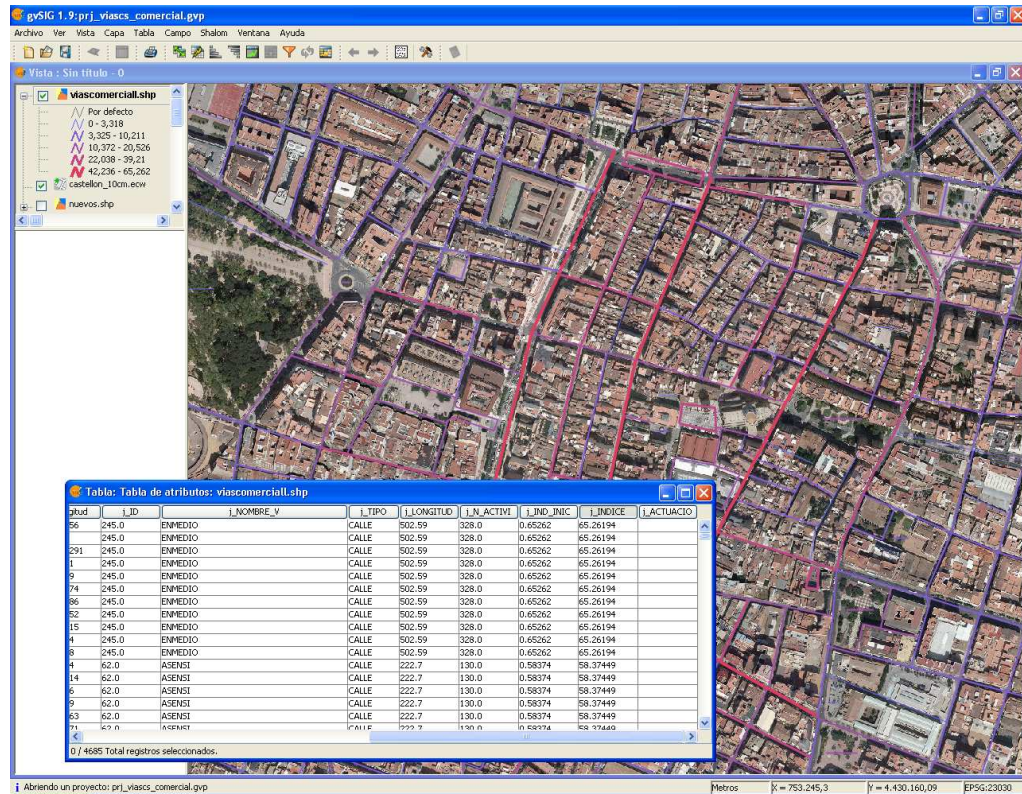 gvSIG 1.9:prj_viascs_comercial.gvp
Archivo Ver Vista Capa Tabla Campo Shalom Ventana Ayuda
Vista : Sin título - 0
viascomerciall.shp
Por defecto
0 - 3,318
3,325 - 10,211
10,372 - 20,526
22,038 - 39,21
42,236 - 65,262
castellon_10cm.ecw
nuevos.shp
Tabla: Tabla de atributos: viascomerciall.shp
gitud j_ID j_NOMBRE_V j_TIPO j_LONGITUD j_N_ACTIVI j_IND_INIC j_INDICE j_ACTUACIO
56 245.0 ENMEDIO CALLE 502.59 328.0 0.65262 65.26194
245.0 ENMEDIO CALLE 502.59 328.0 0.65262 65.26194
291 245.0 ENMEDIO CALLE 502.59 328.0 0.65262 65.26194
1 245.0 ENMEDIO CALLE 502.59 328.0 0.65262 65.26194
9 245.0 ENMEDIO CALLE 502.59 328.0 0.65262 65.26194
74 245.0 ENMEDIO CALLE 502.59 328.0 0.65262 65.26194
86 245.0 ENMEDIO CALLE 502.59 328.0 0.65262 65.26194
52 245.0 ENMEDIO CALLE 502.59 328.0 0.65262 65.26194
15 245.0 ENMEDIO CALLE 502.59 328.0 0.65262 65.26194
4 245.0 ENMEDIO CALLE 502.59 328.0 0.65262 65.26194
8 245.0 ENMEDIO CALLE 502.59 328.0 0.65262 65.26194
4 62.0 ASENSI CALLE 222.7 130.0 0.58374 58.37449
14 62.0 ASENSI CALLE 222.7 130.0 0.58374 58.37449
6 62.0 ASENSI CALLE 222.7 130.0 0.58374 58.37449
9 62.0 ASENSI CALLE 222.7 130.0 0.58374 58.37449
63 62.0 ASENSI CALLE 222.7 130.0 0.58374 58.37449
71 62.0 ASENSI CALLE 222.7 130.0 0.58374 58.37449
0 / 4685 Total registros seleccionados.
Abriendo un proyecto: prj_viascs_comercial.gvp
Metros X = 753.245,3 Y = 4.430.160,09 EPSG:23030